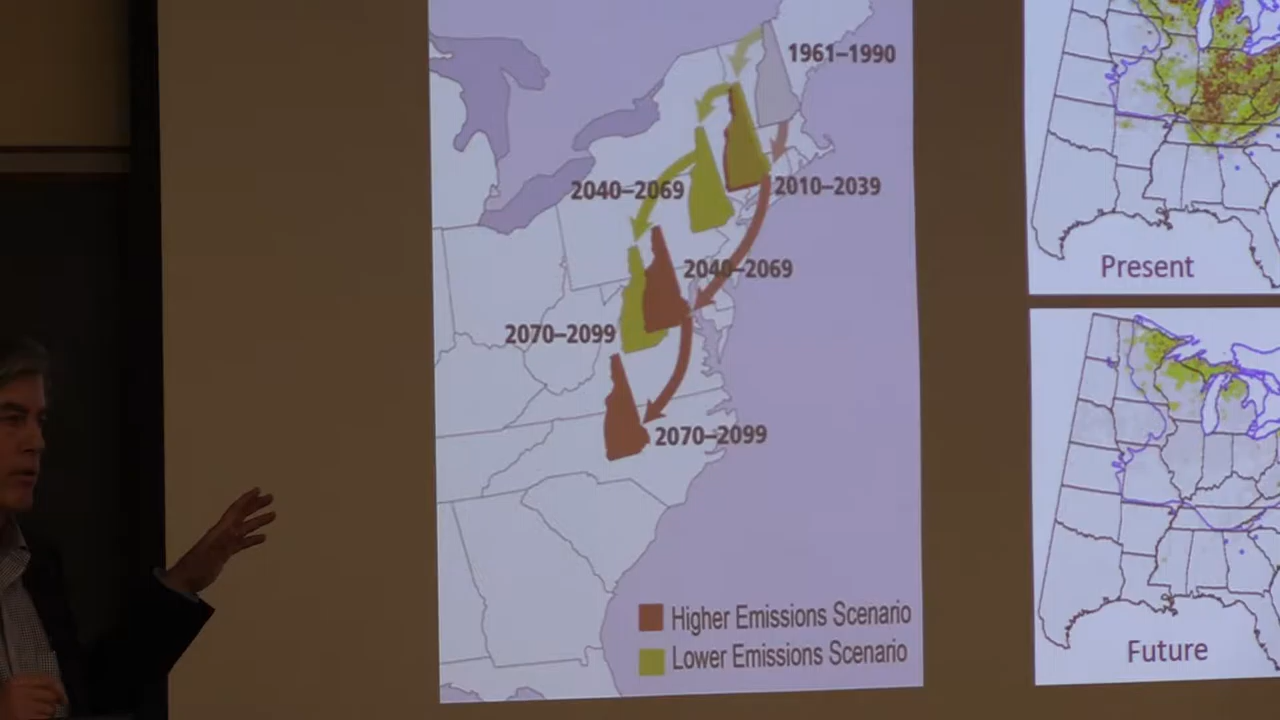 1961–1990
2040–2069
2010–2039
2040–2069
2070–2099
2070–2099
Higher Emissions Scenario
Lower Emissions Scenario
Present
Future